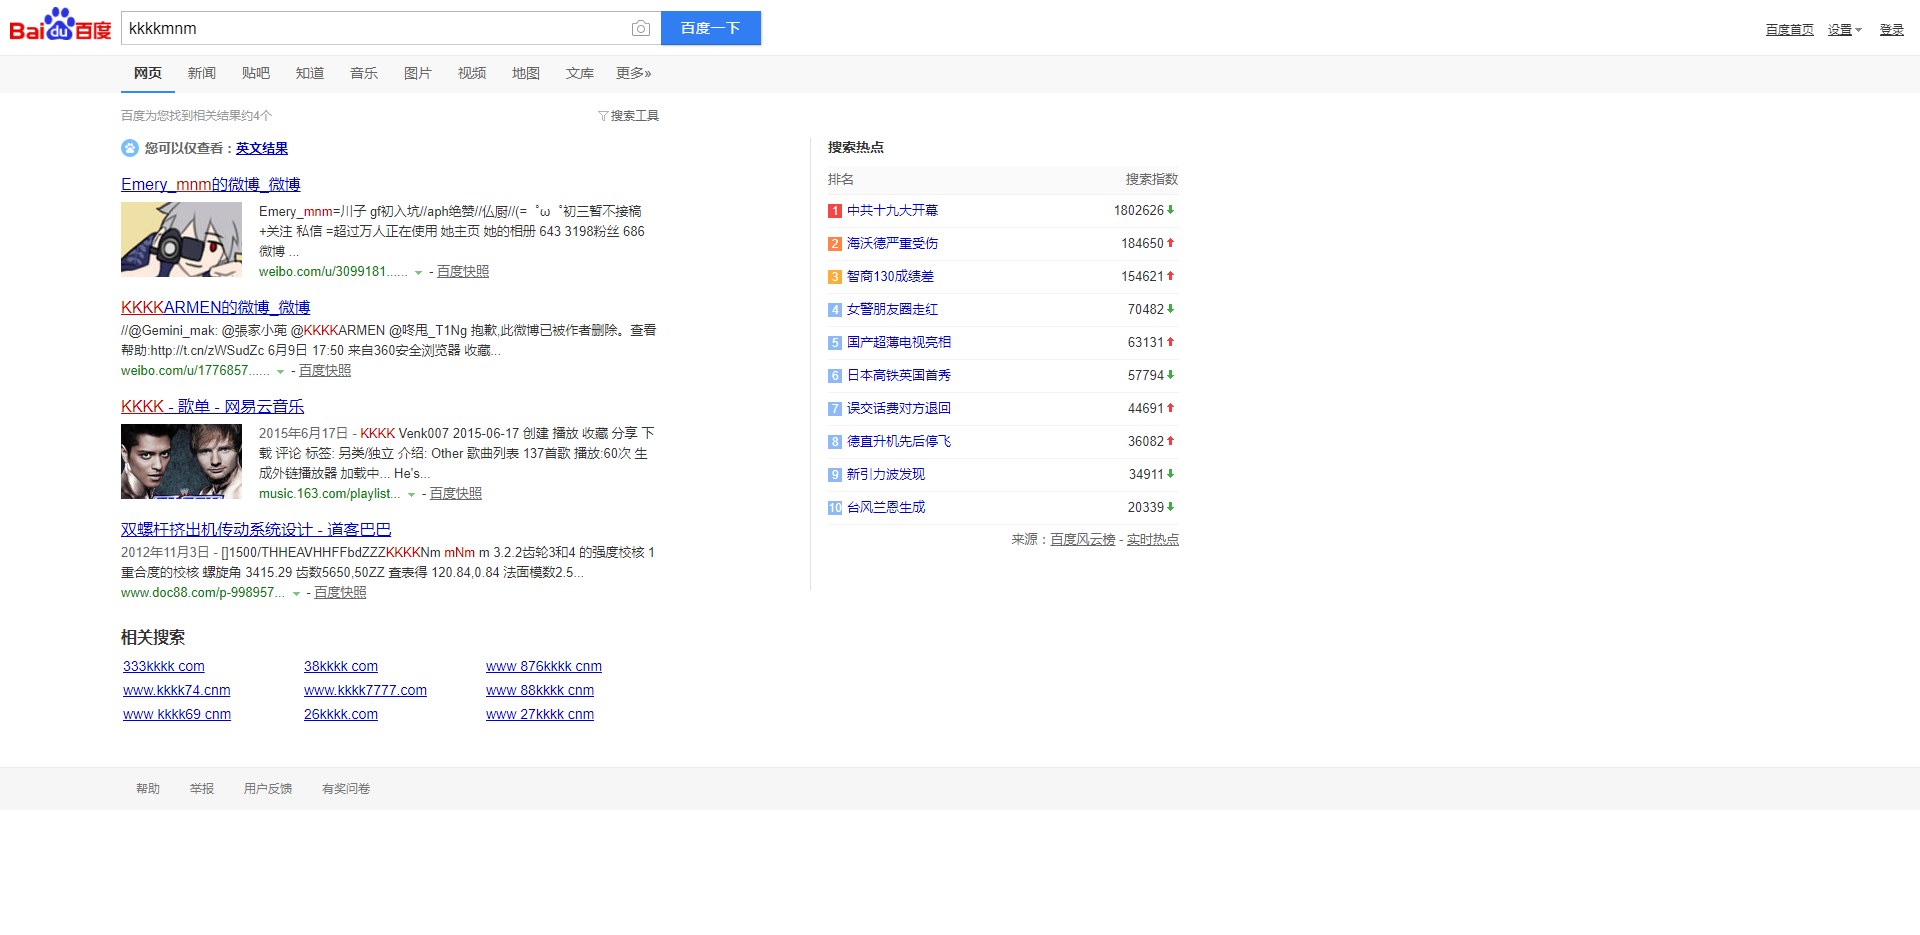 Baidu百度 kkkkmnm 百度一下 百度首页 设置 登录
网页 新闻 贴吧 知道 音乐 图片 视频 地图 文库 更多»
百度为您找到相关结果约4个 搜索工具
您可以仅查看：英文结果
Emery_mnm的微博_微博
Emery_mnm=川子 gf初入坑//aph绝赞//仏厨//(=゜ω゜初三暂不接稿
+关注 私信 =超过万人正在使用 她主页 她的相册 643 3198粉丝 686
微博 ...
weibo.com/u/3099181...... - 百度快照
KKKKARMEN的微博_微博
//@Gemini_mak: @張家小菀 @KKKKARMEN @咚甩_T1Ng 抱歉,此微博已被作者删除。查看
帮助:http://t.cn/zWSudZc 6月9日 17:50 来自360安全浏览器 收藏...
weibo.com/u/1776857...... - 百度快照
KKKK - 歌单 - 网易云音乐
2015年6月17日 - KKKK Venk007 2015-06-17 创建 播放 收藏 分享 下
载 评论 标签: 另类/独立 介绍: Other 歌曲列表 137首歌 播放:60次 生
成外链播放器 加载中... He's...
music.163.com/playlist... - 百度快照
双螺杆挤出机传动系统设计 - 道客巴巴
2012年11月3日 - []1500/THHEAVHHFFbdZZZKKKKNm mNm m 3.2.2齿轮3和4 的强度校核 1
重合度的校核 螺旋角 3415.29 齿数5650,50ZZ 查表得 120.84,0.84 法面模数2.5...
www.doc88.com/p-998957... - 百度快照
相关搜索
333kkkk com 38kkkk com www 876kkkk cnm
www.kkkk74.cnm www.kkkk7777.com www 88kkkk cnm
www kkkk69 cnm 26kkkk.com www 27kkkk cnm
搜索热点
排名 搜索指数
1 中共十九大开幕 1802626
2 海沃德严重受伤 184650
3 智商130成绩差 154621
4 女警朋友圈走红 70482
5 国产超薄电视亮相 63131
6 日本高铁英国首秀 57794
7 误交话费对方退回 44691
8 德直升机先后停飞 36082
9 新引力波发现 34911
10 台风兰恩生成 20339
来源：百度风云榜 - 实时热点
帮助 举报 用户反馈 有奖问卷